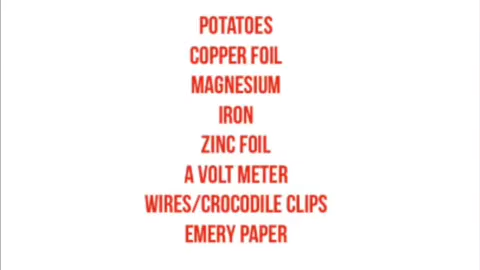 POTATOES
COPPER FOIL
MAGNESIUM
IRON
ZINC FOIL
A VOLT METER
WIRES/CROCODILE CLIPS
EMERY PAPER